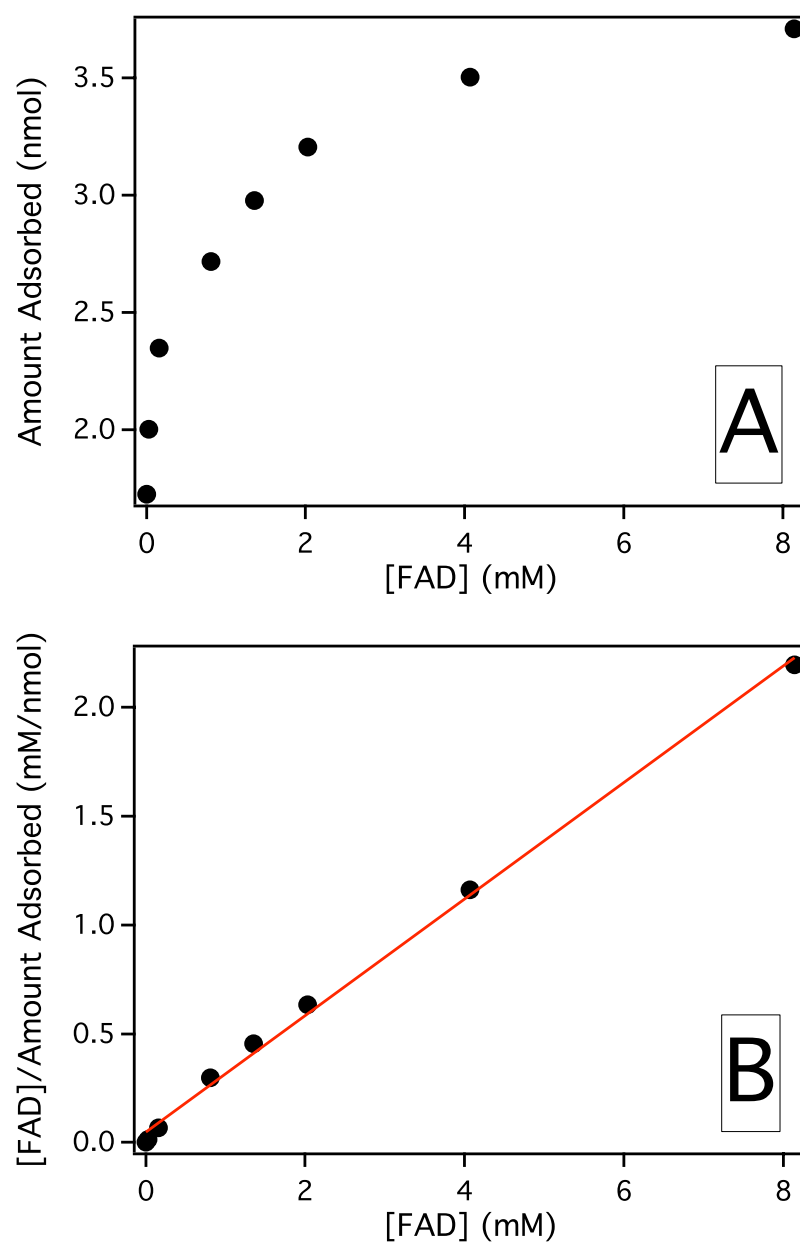 Amount Adsorbed (nmol)
3.5
3.0
2.5
2.0
A
0 2 4 6 8
[FAD] (mM)
[FAD]/Amount Adsorbed (mM/nmol)
2.0
1.5
1.0
0.5
0.0
B
0 2 4 6 8
[FAD] (mM)